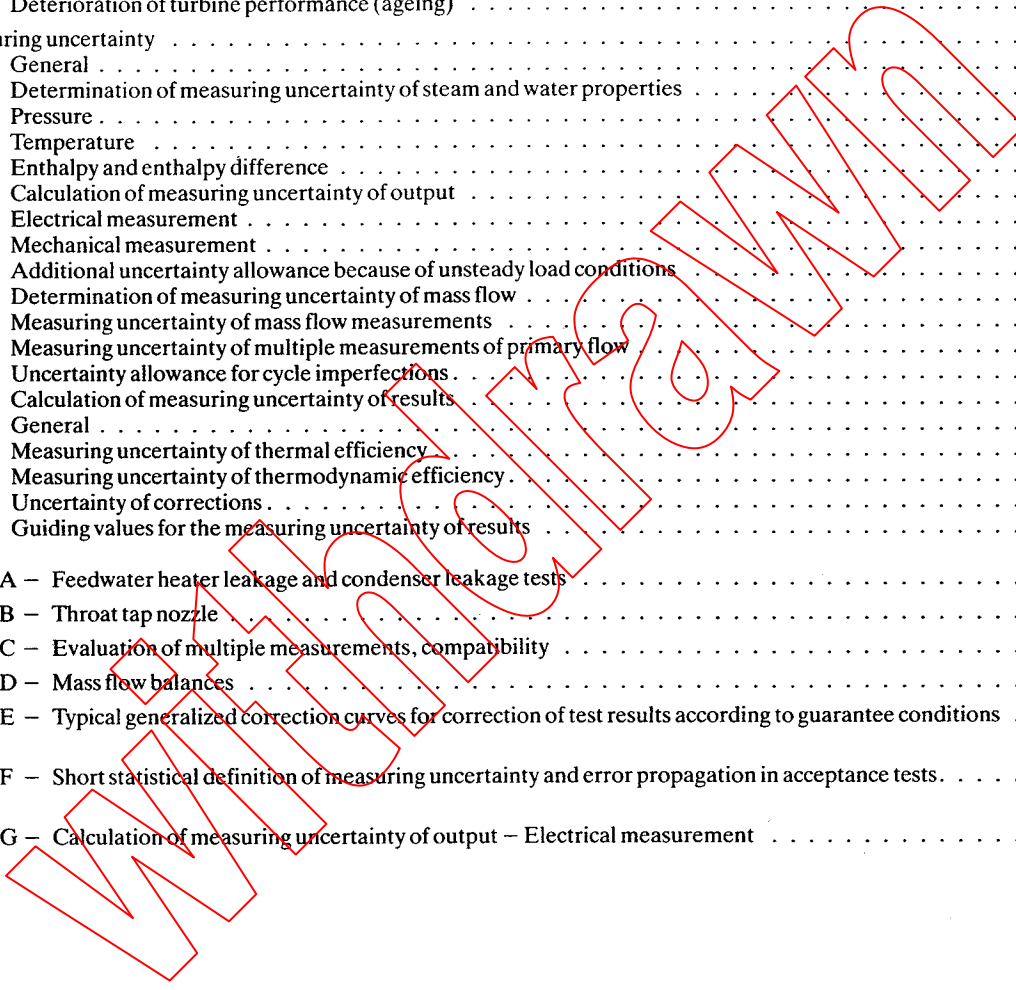 Deterioration of turbine performance (ageing) . . . . . . . . . . . . . . . . . . . . . . . . . . . . . .
uring uncertainty . . . . . . . . . . . . . . . . . . . . . . . . . . . . . . . . . . . . . . . . . . . . . .
General . . . . . . . . . . . . . . . . . . . . . . . . . . . . . . . . . . . . . . . . . . . . . . . . . .
Determination of measuring uncertainty of steam and water properties . . . . . . . . . . . . . . . . . .
Pressure . . . . . . . . . . . . . . . . . . . . . . . . . . . . . . . . . . . . . . . . . . . . . . . . . .
Temperature . . . . . . . . . . . . . . . . . . . . . . . . . . . . . . . . . . . . . . . . . . . . . . .
Enthalpy and enthalpy difference . . . . . . . . . . . . . . . . . . . . . . . . . . . . . . . . . . . . .
Calculation of measuring uncertainty of output . . . . . . . . . . . . . . . . . . . . . . . . . . . . . .
Electrical measurement . . . . . . . . . . . . . . . . . . . . . . . . . . . . . . . . . . . . . . . . . .
Mechanical measurement . . . . . . . . . . . . . . . . . . . . . . . . . . . . . . . . . . . . . . . . .
Additional uncertainty allowance because of unsteady load conditions . . . . . . . . . . . . . . . . . .
Determination of measuring uncertainty of mass flow . . . . . . . . . . . . . . . . . . . . . . . . . . .
Measuring uncertainty of mass flow measurements . . . . . . . . . . . . . . . . . . . . . . . . . . . .
Measuring uncertainty of multiple measurements of primary flow . . . . . . . . . . . . . . . . . . . . .
Uncertainty allowance for cycle imperfections . . . . . . . . . . . . . . . . . . . . . . . . . . . . . . .
Calculation of measuring uncertainty of results . . . . . . . . . . . . . . . . . . . . . . . . . . . . . .
General . . . . . . . . . . . . . . . . . . . . . . . . . . . . . . . . . . . . . . . . . . . . . . . . . .
Measuring uncertainty of thermal efficiency . . . . . . . . . . . . . . . . . . . . . . . . . . . . . . . .
Measuring uncertainty of thermodynamic efficiency . . . . . . . . . . . . . . . . . . . . . . . . . . . .
Uncertainty of corrections . . . . . . . . . . . . . . . . . . . . . . . . . . . . . . . . . . . . . . . . .
Guiding values for the measuring uncertainty of results . . . . . . . . . . . . . . . . . . . . . . . . . .
A – Feedwater heater leakage and condenser leakage tests . . . . . . . . . . . . . . . . . . . . . . . .
B – Throat tap nozzle . . . . . . . . . . . . . . . . . . . . . . . . . . . . . . . . . . . . . . . . . . .
C – Evaluation of multiple measurements, compatibility . . . . . . . . . . . . . . . . . . . . . . . . .
D – Mass flow balances . . . . . . . . . . . . . . . . . . . . . . . . . . . . . . . . . . . . . . . . . .
E – Typical generalized correction curves for correction of test results according to guarantee conditions .
F – Short statistical definition of measuring uncertainty and error propagation in acceptance tests . . . . .
G – Calculation of measuring uncertainty of output – Electrical measurement . . . . . . . . . . . . . .
withdrawn